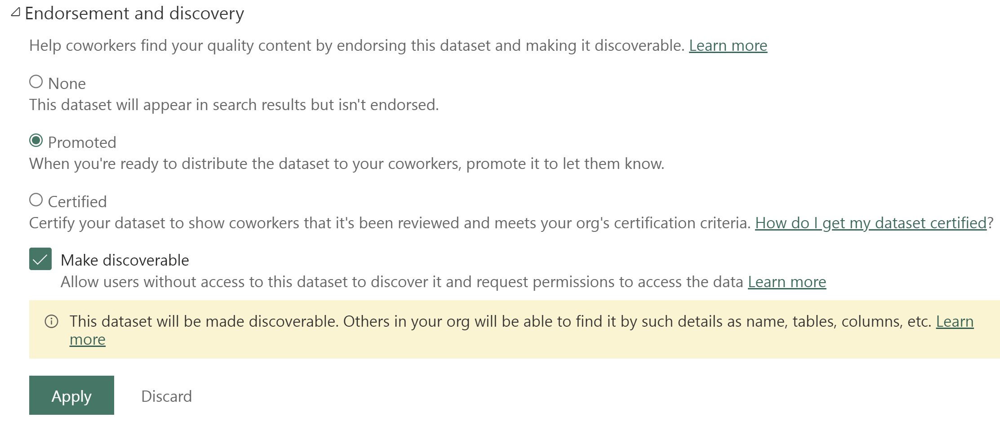 Endorsement and discovery
Help coworkers find your quality content by endorsing this dataset and making it discoverable. Learn more
None
This dataset will appear in search results but isn't endorsed.
Promoted
When you're ready to distribute the dataset to your coworkers, promote it to let them know.
Certified
Certify your dataset to show coworkers that it's been reviewed and meets your org's certification criteria. How do I get my dataset certified?
Make discoverable
Allow users without access to this dataset to discover it and request permissions to access the data Learn more
This dataset will be made discoverable. Others in your org will be able to find it by such details as name, tables, columns, etc. Learn
more
Apply Discard